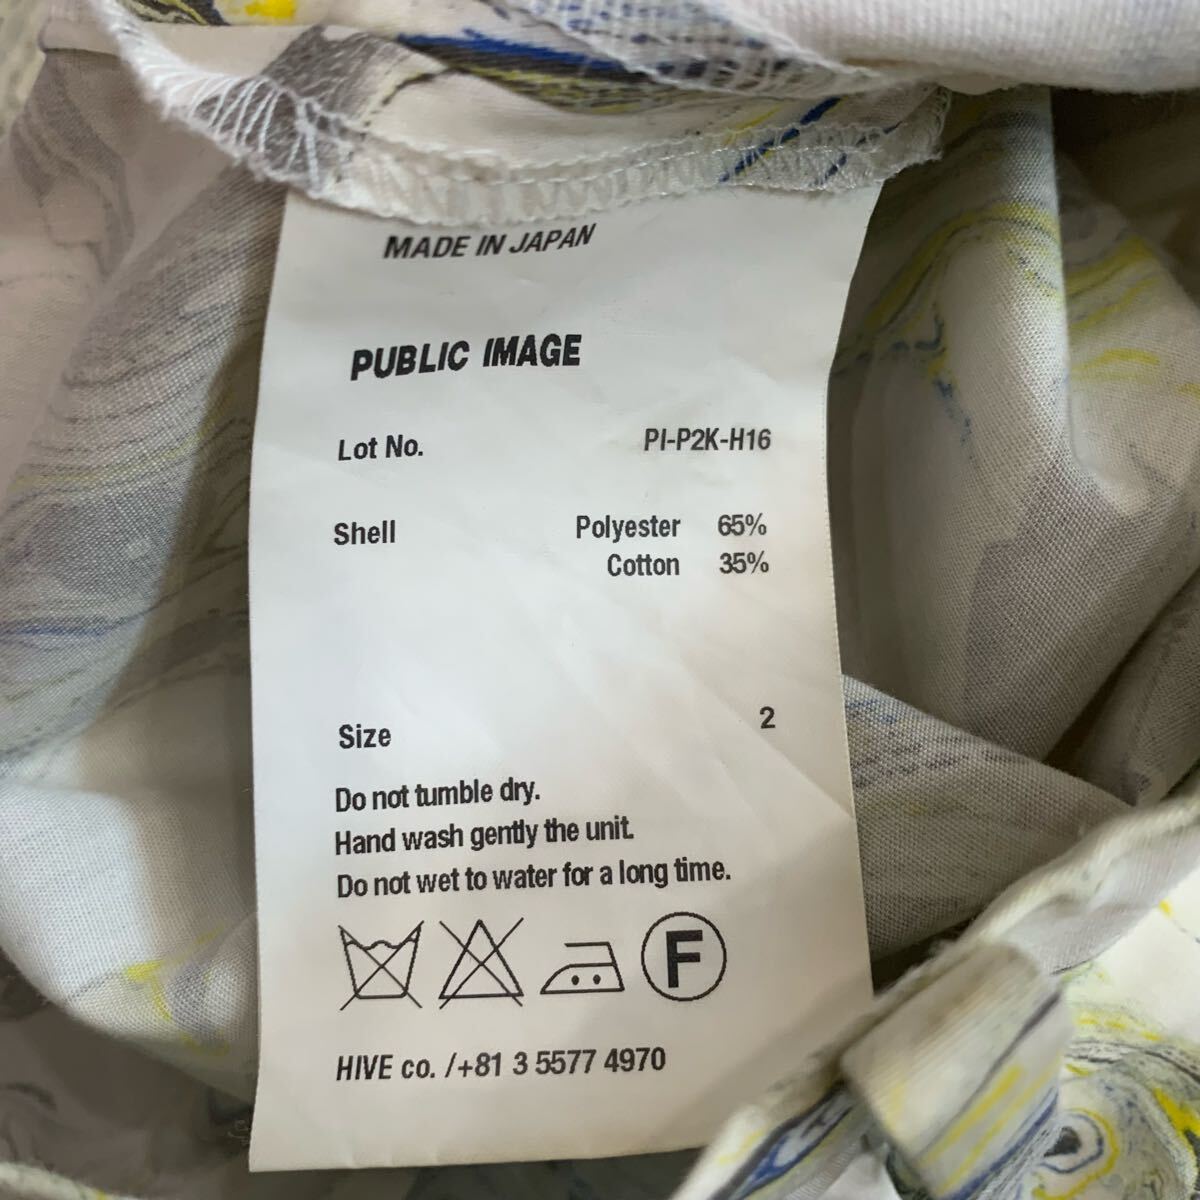 MADE IN JAPAN
PUBLIC IMAGE
Lot No. PI-P2K-H16
Shell Polyester 65%
Cotton 35%
Size 2
Do not tumble dry.
Hand wash gently the unit.
Do not wet to water for a long time.
F
HIVE co. /+81 3 5577 4970